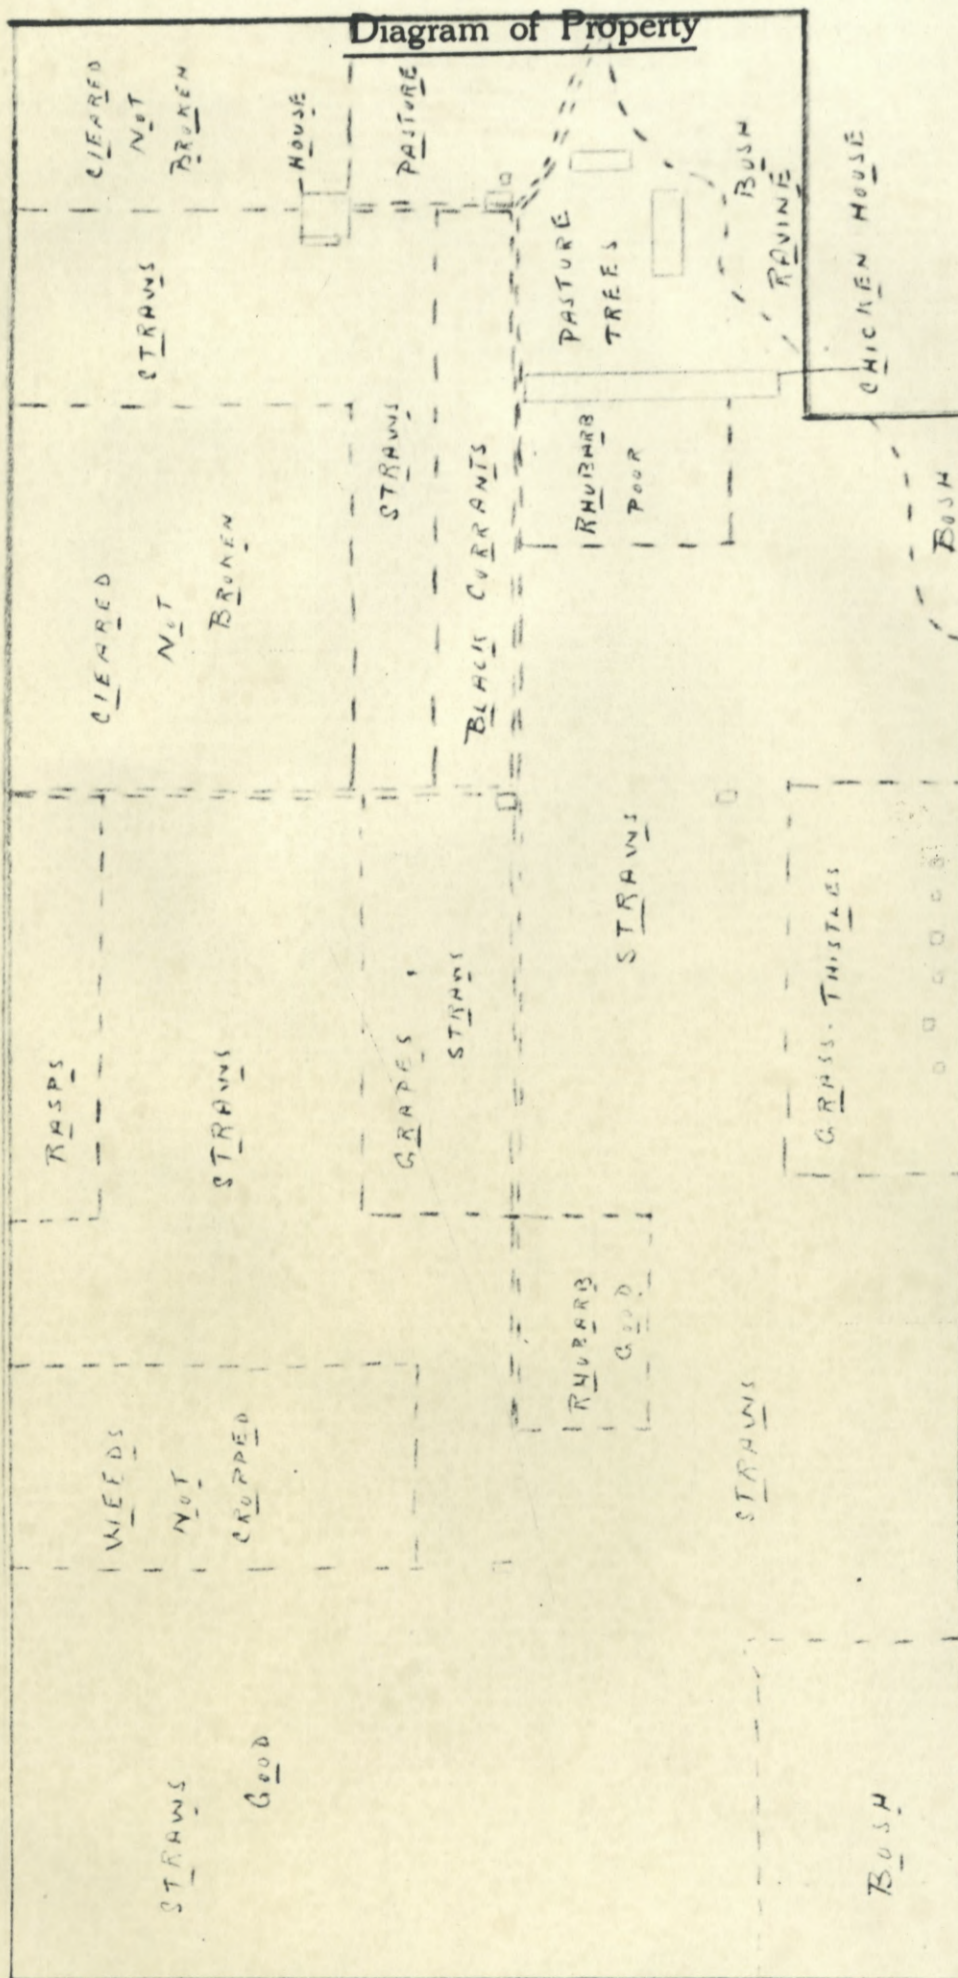 Diagram of Property
CLEARED
NOT
BROKEN
HOUSE
PASTURE
STRAWS
PASTURE
TREES
BUSH
RAVINE
CHICKEN HOUSE
CLEARED
NOT
BROKEN
STRAWS
BLACK CURRANTS
RHUBARB
POOR
BUSH
RASPS
STRAWS
GRAPES,
STRAWS
STRAWS
GRASS. THISTLES
WEEDS
NOT
CROPPED
RHUBARB
GOOD
STRAWS
STRAWS
GOOD
BUSH